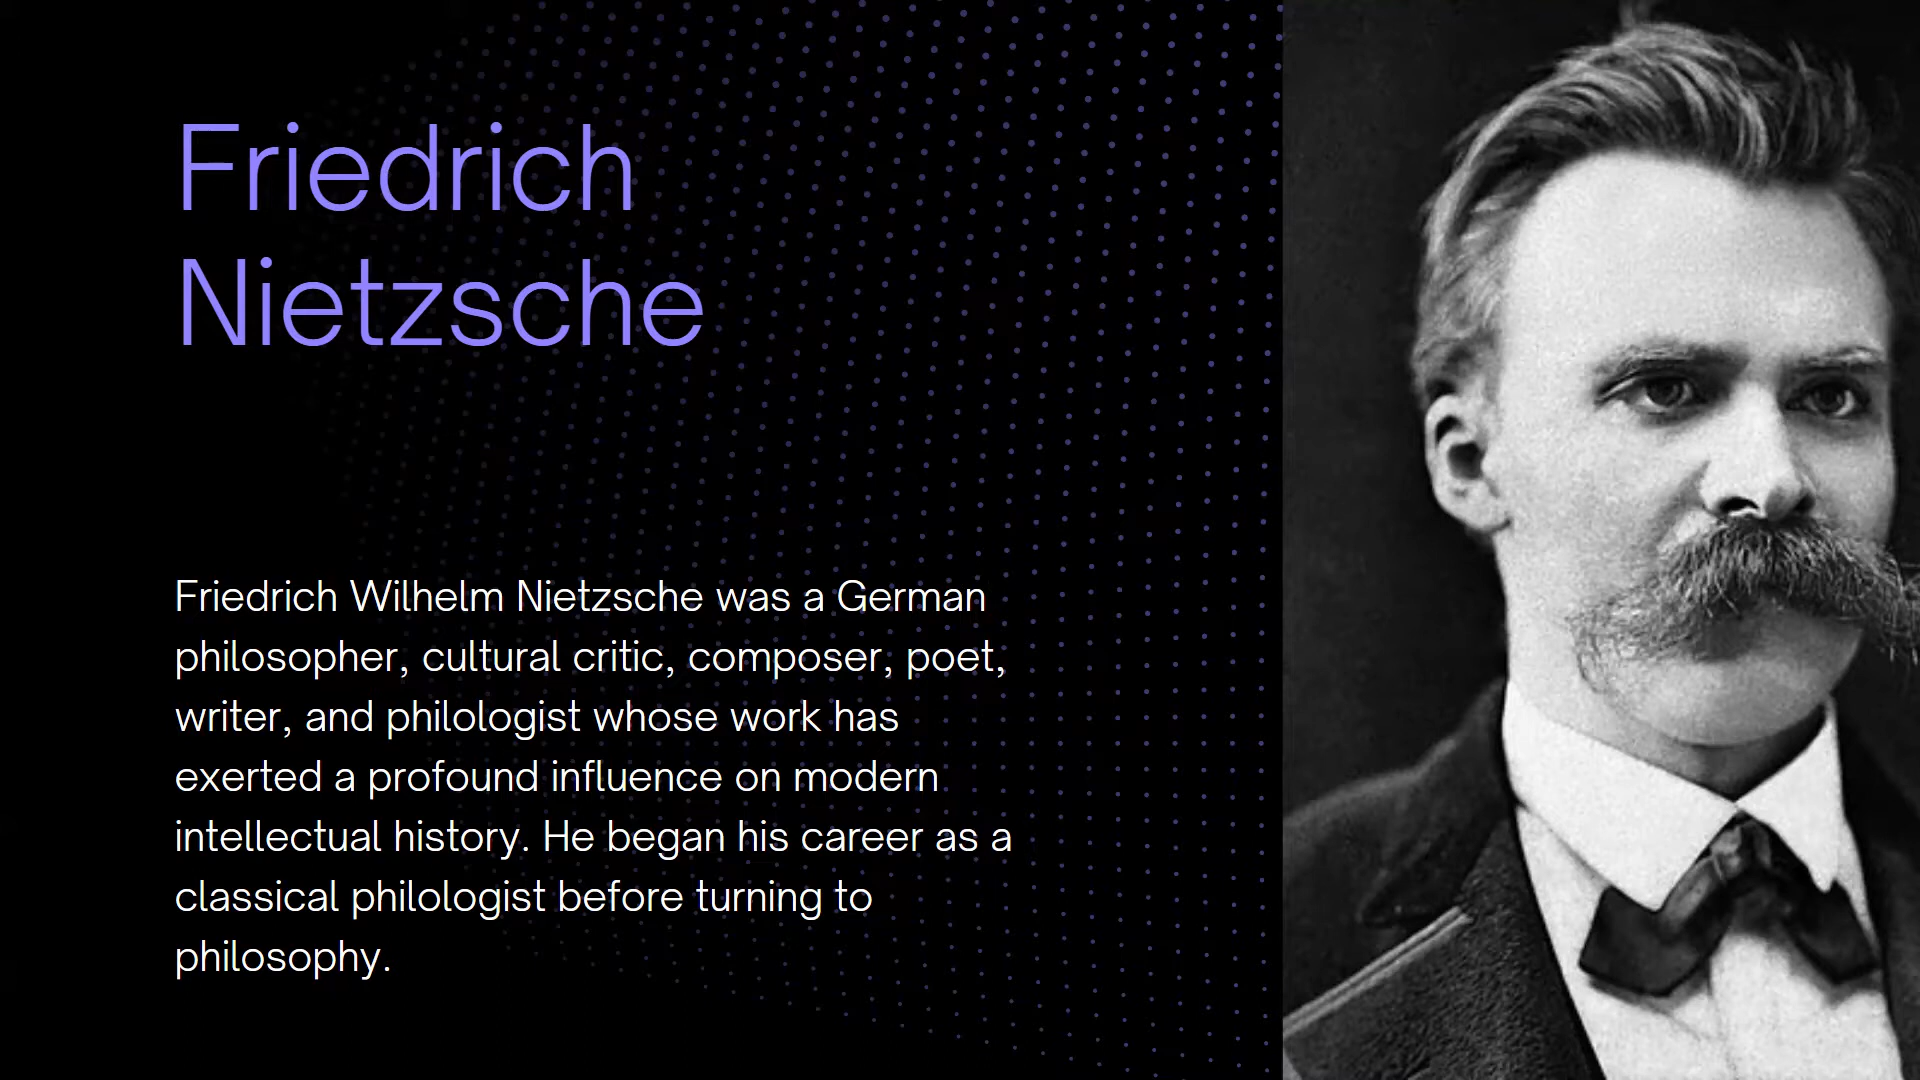 Friedrich
Nietzsche
Friedrich Wilhelm Nietzsche was a German
philosopher, cultural critic, composer, poet,
writer, and philologist whose work has
exerted a profound influence on modern
intellectual history. He began his career as a
classical philologist before turning to
philosophy.